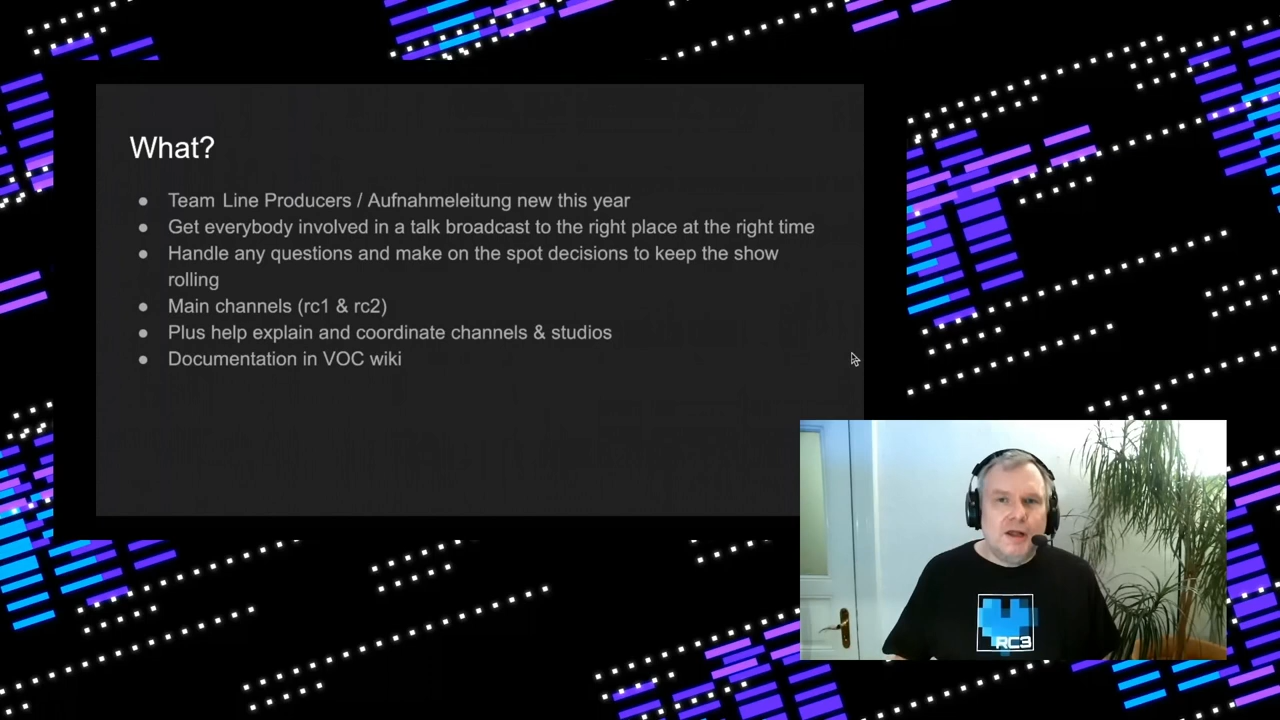 What?
● Team Line Producers / Aufnahmeleitung new this year
● Get everybody involved in a talk broadcast to the right place at the right time
● Handle any questions and make on the spot decisions to keep the show
rolling
● Main channels (rc1 & rc2)
● Plus help explain and coordinate channels & studios
● Documentation in VOC wiki
RC3